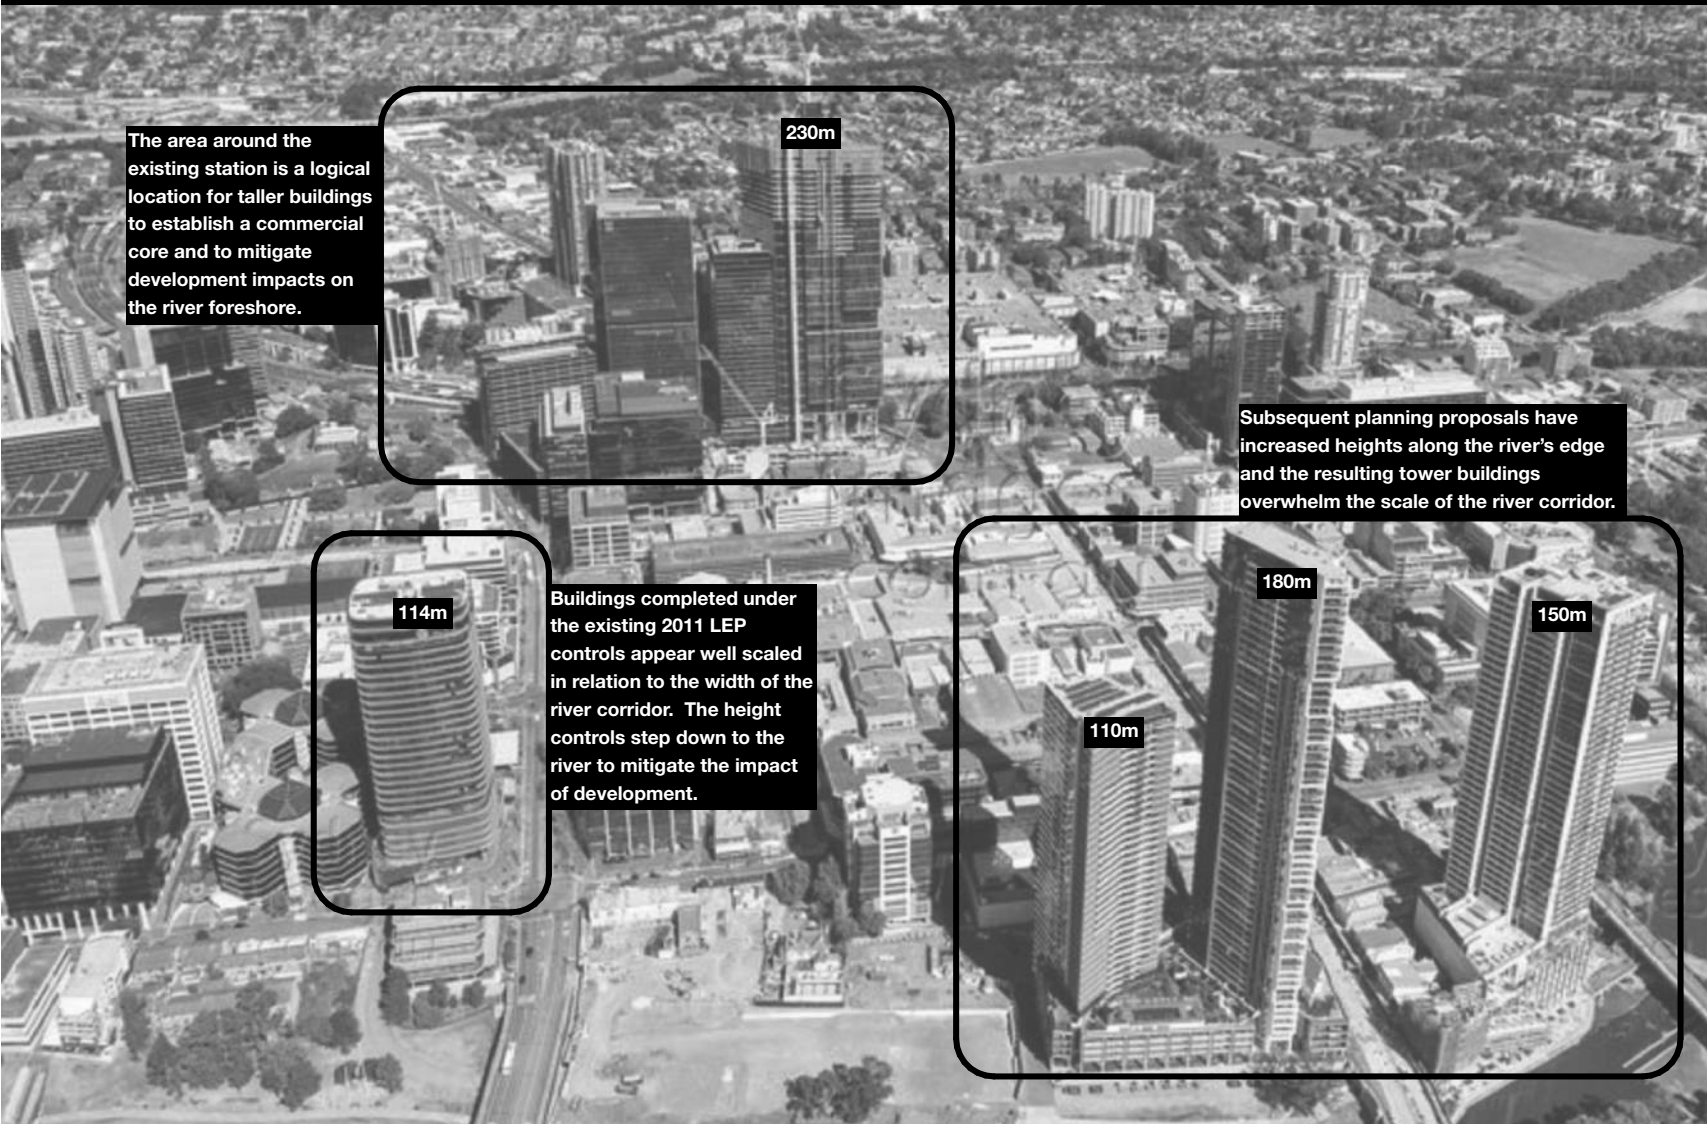 230m
The area around the
existing station is a logical
location for taller buildings
to establish a commercial
core and to mitigate
development impacts on
the river foreshore.
Subsequent planning proposals have
increased heights along the river’s edge
and the resulting tower buildings
overwhelm the scale of the river corridor.
180m
150m
114m
Buildings completed under
the existing 2011 LEP
controls appear well scaled
in relation to the width of the
river corridor.  The height
controls step down to the
river to mitigate the impact
of development.
110m